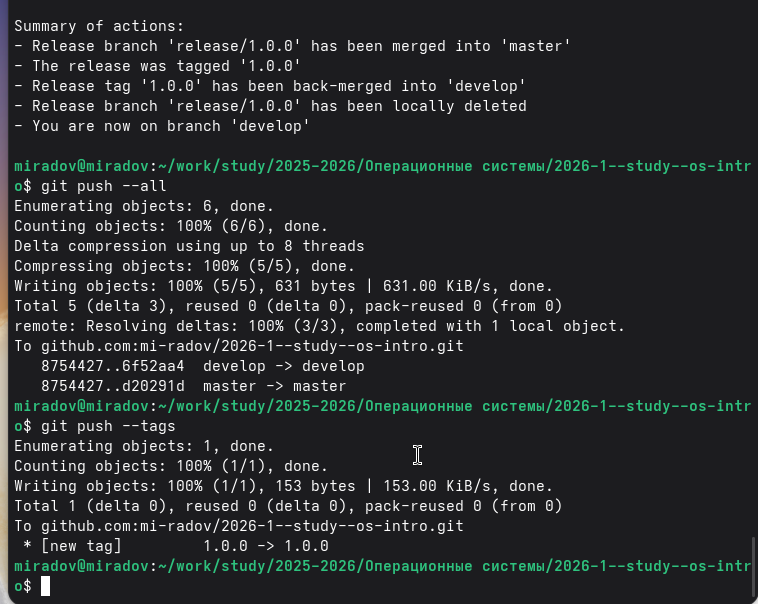 Summary of actions:
- Release branch 'release/1.0.0' has been merged into 'master'
- The release was tagged '1.0.0'
- Release tag '1.0.0' has been back-merged into 'develop'
- Release branch 'release/1.0.0' has been locally deleted
- You are now on branch 'develop'
miradov@miradov:~/work/study/2025-2026/Операционные системы/2026-1--study--os-intr
o$ git push --all
Enumerating objects: 6, done.
Counting objects: 100% (6/6), done.
Delta compression using up to 8 threads
Compressing objects: 100% (5/5), done.
Writing objects: 100% (5/5), 631 bytes | 631.00 KiB/s, done.
Total 5 (delta 3), reused 0 (delta 0), pack-reused 0 (from 0)
remote: Resolving deltas: 100% (3/3), completed with 1 local object.
To github.com:mi-radov/2026-1--study--os-intro.git
   8754427..6f52aa4  develop -> develop
   8754427..d20291d  master -> master
miradov@miradov:~/work/study/2025-2026/Операционные системы/2026-1--study--os-intr
o$ git push --tags
Enumerating objects: 1, done.
Counting objects: 100% (1/1), done.
Writing objects: 100% (1/1), 153 bytes | 153.00 KiB/s, done.
Total 1 (delta 0), reused 0 (delta 0), pack-reused 0 (from 0)
To github.com:mi-radov/2026-1--study--os-intro.git
 * [new tag]         1.0.0 -> 1.0.0
miradov@miradov:~/work/study/2025-2026/Операционные системы/2026-1--study--os-intr
o$